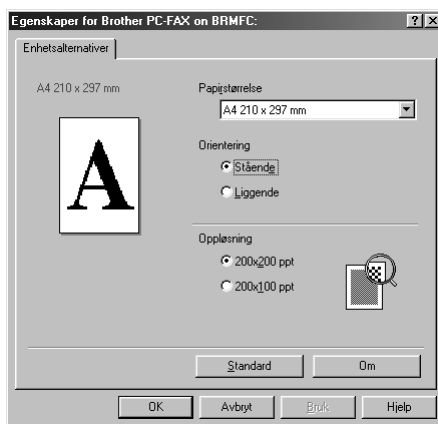 Egenskaper for Brother PC-FAX on BRMFC:
Enhetsalternativer
A4 210 x 297 mm
Papirstørrelse
A4 210 x 297 mm
A
Orientering
Stående
Liggende
Oppløsning
200x200 ppt
200x100 ppt
Standard
Om
OK
Avbryt
Bruk
Hjelp